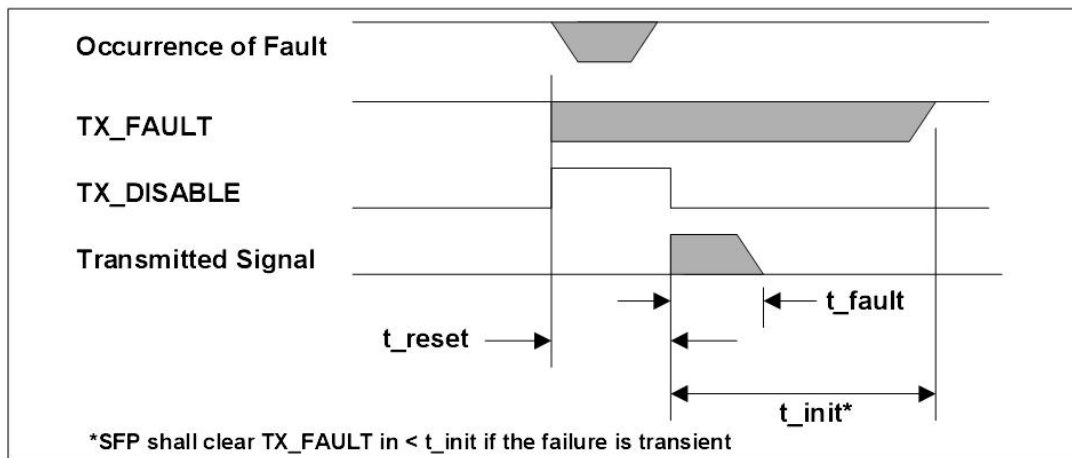 Occurrence of Fault
TX_FAULT
TX_DISABLE
Transmitted Signal
t_fault
t_reset
t_init*
*SFP shall clear TX_FAULT in < t_init if the failure is transient